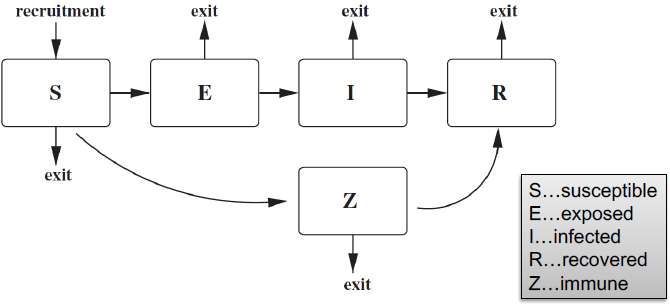 recruitment
exit
exit
exit
S
E
I
R
exit
Z
exit
S...susceptible
E...exposed
I...infected
R...recovered
Z...immune